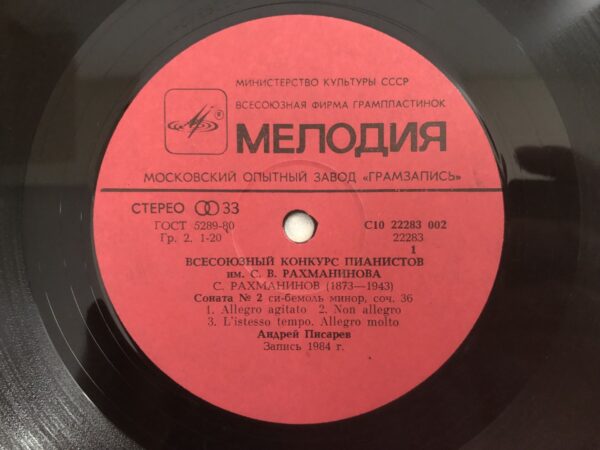 МИНИСТЕРСТВО КУЛЬТУРЫ СССР
ВСЕСОЮЗНАЯ ФИРМА ГРАМПЛАСТИНОК
МЕЛОДИЯ
МОСКОВСКИЙ ОПЫТНЫЙ ЗАВОД «ГРАМЗАПИСЬ»
СТЕРЕО 33
ГОСТ 5289-80
Гр. 2. 1-20
С10 22283 002
22283
1
ВСЕСОЮЗНЫЙ КОНКУРС ПИАНИСТОВ
им. С. В. РАХМАНИНОВА
С. РАХМАНИНОВ (1873—1943)
Соната № 2 си-бемоль минор, соч. 36
1. Allegro agitato 2. Non allegro
3. L'istesso tempo. Allegro molto
Андрей Писарев
Запись 1984 г.